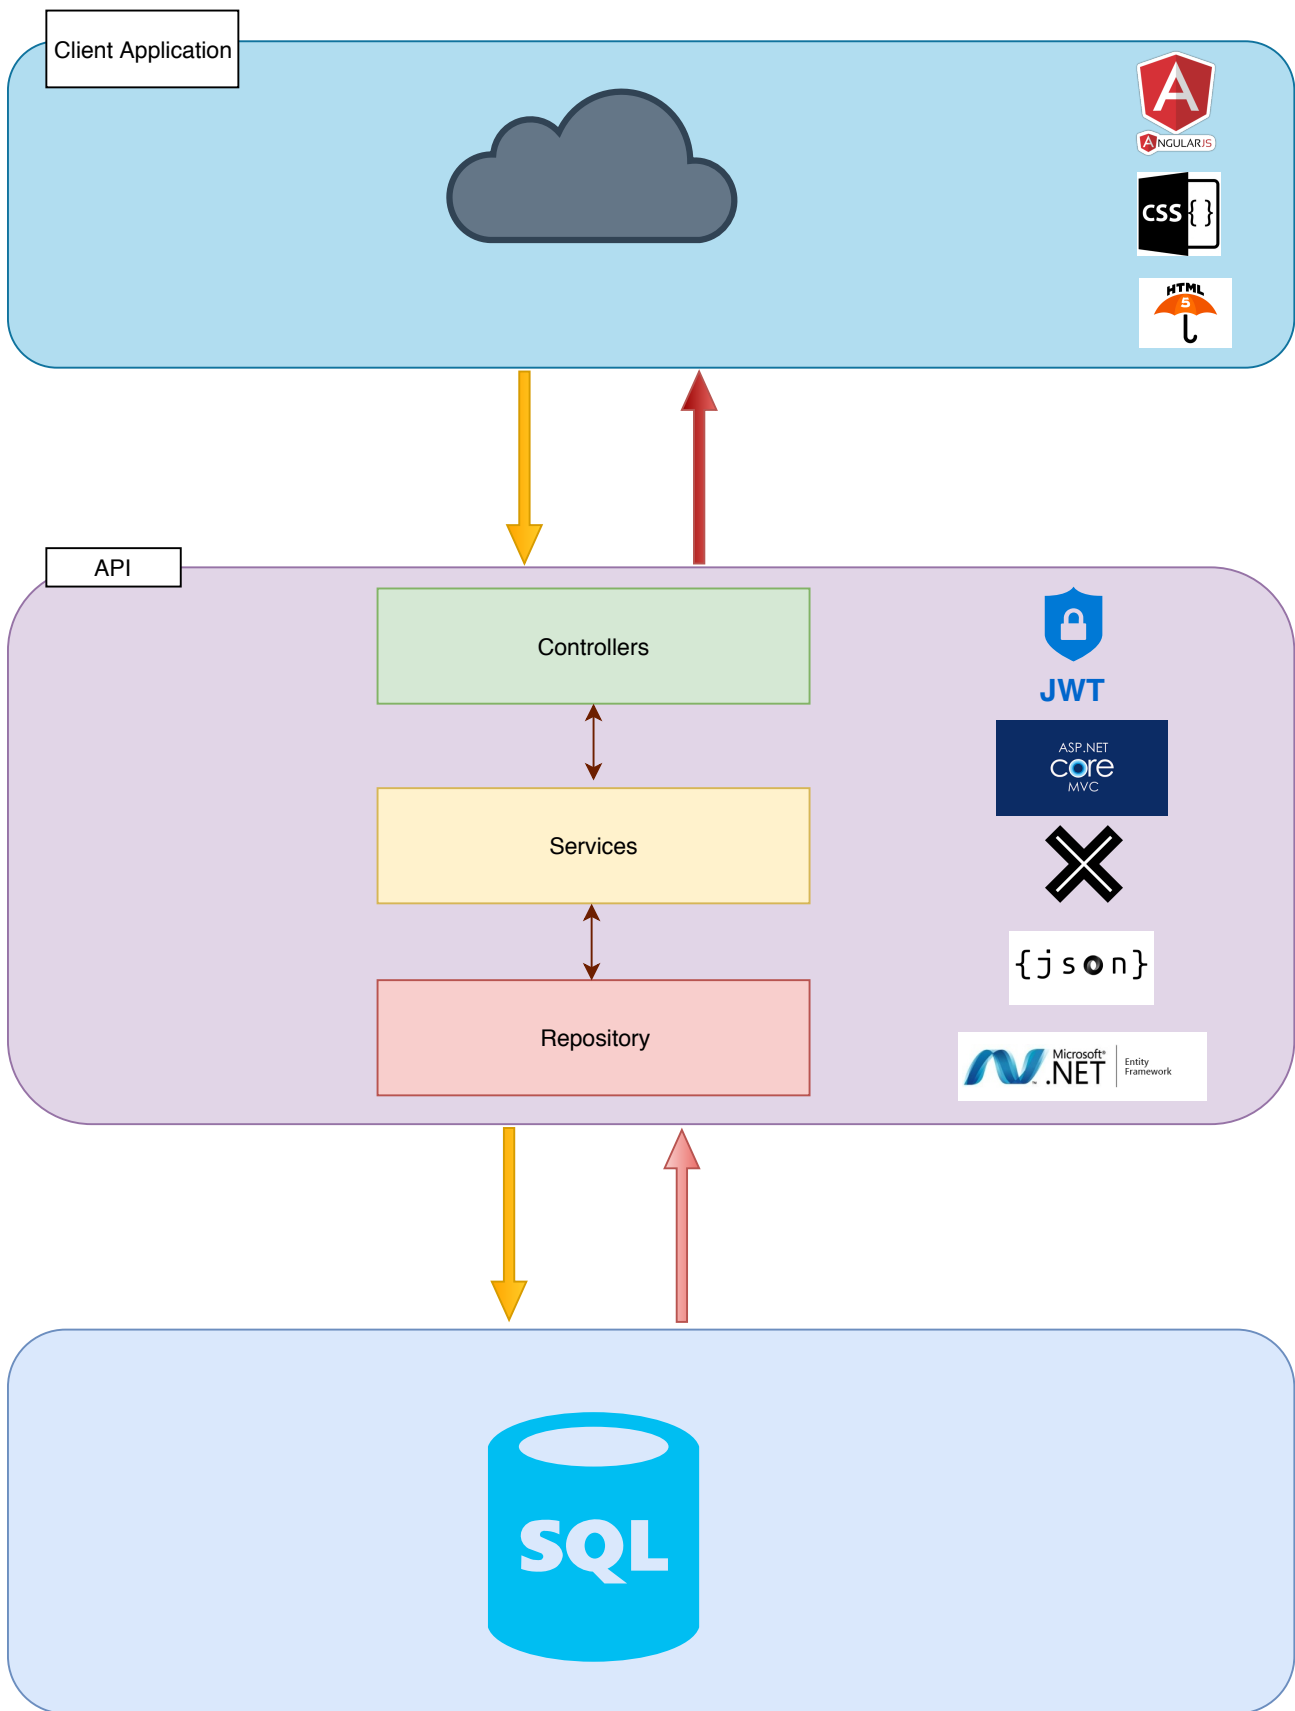 Client Application
ANGULARJS
CSS { }
HTML
5
API
Controllers
JWT
ASP.NET
core
MVC
Services
{json}
Repository
Microsoft®
.NET
Entity
Framework
SQL